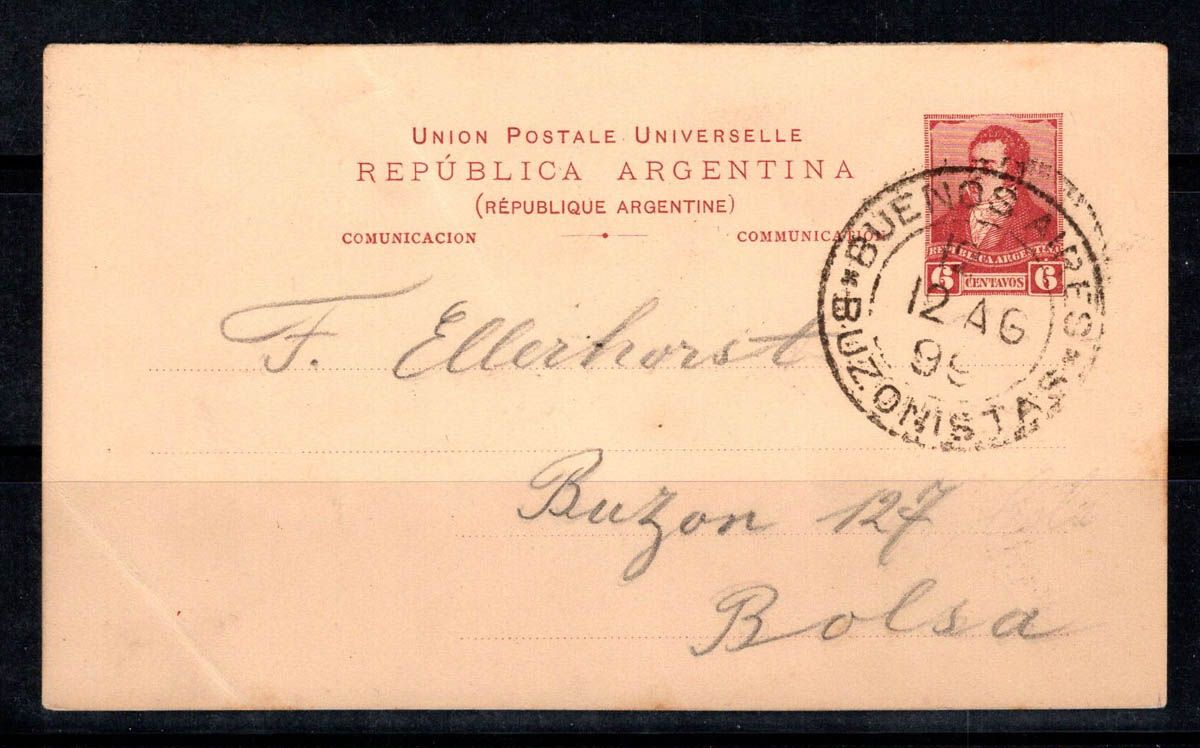 UNION POSTALE UNIVERSELLE
REPÚBLICA ARGENTINA
(RÉPUBLIQUE ARGENTINE)
COMUNICACION COMMUNICATION
REPUBLICA ARGENTINA
6 CENTAVOS 6
*BUENOS AIRES*
12 AG
BUZONISTAS
F. Ellerhorst
Buzon 127
Bolsa